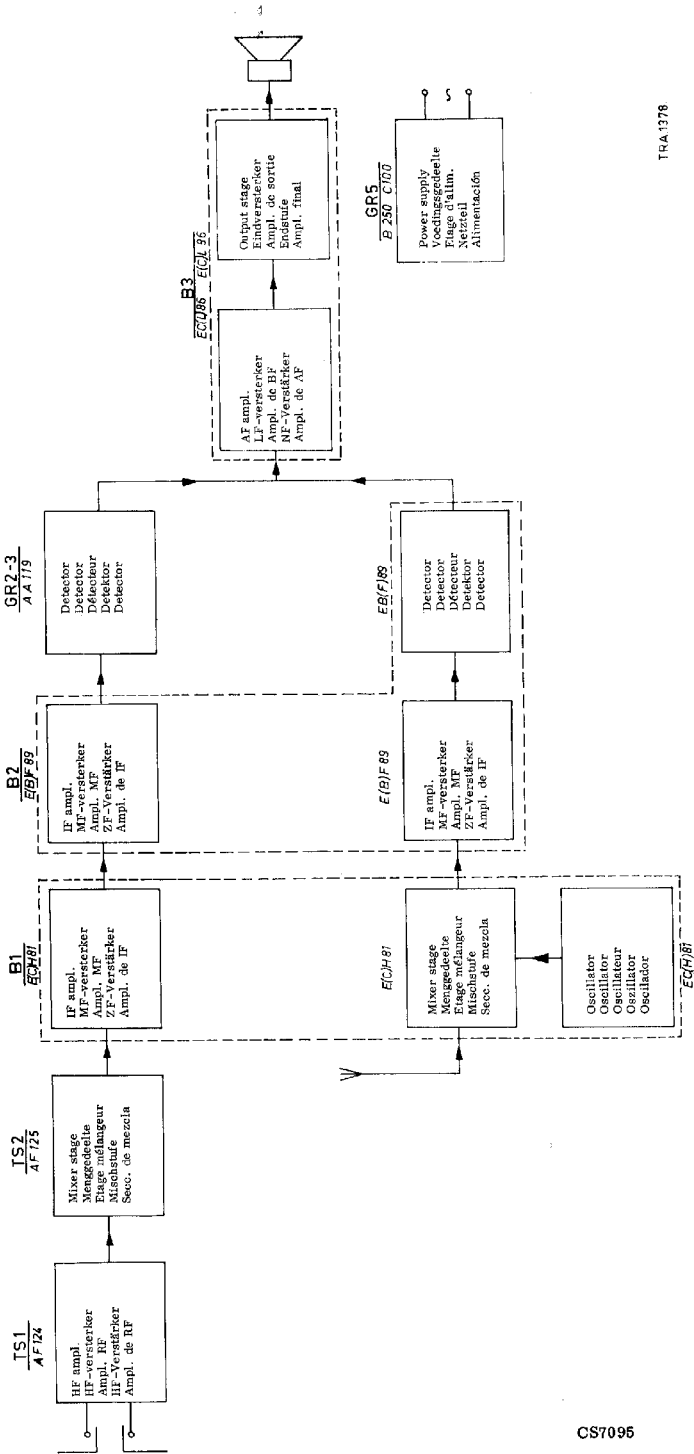 TS1
AF124
HF ampl.
HF-versterker
Ampl. RF
HF-Verstärker
Ampl. de RF
TS2
AF125
Mixer stage
Menggedeelte
Etage mélangeur
Mischstufe
Secc. de mezcla
B1
E(C)H81
IF ampl.
MF-versterker
Ampl. MF
ZF-Verstärker
Ampl. de IF
B2
E(B)F89
IF ampl.
MF-versterker
Ampl. MF
ZF-Verstärker
Ampl. de IF
GR2-3
AA119
Detector
Detector
Détecteur
Detektor
Detector
E(C)H81
Mixer stage
Menggedeelte
Etage mélangeur
Mischstufe
Secc. de mezcla
Oscillator
Oscillator
Oscillateur
Oszillator
Oscilador
EC(H)81
E(B)F89
IF ampl.
MF-versterker
Ampl. MF
ZF-Verstärker
Ampl. de IF
EB(F)89
Detector
Detector
Détecteur
Detektor
Detector
B3
EC(L)86 E(C)L86
AF ampl.
LF-versterker
Ampl. de BF
NF-Verstärker
Ampl. de AF
Output stage
Eindversterker
Ampl. de sortie
Endstufe
Ampl. final
GR5
B 250 C100
Power supply
Voedingsgedeelte
Etage d'alim.
Netzteil
Alimentación
TRA1378
CS7095